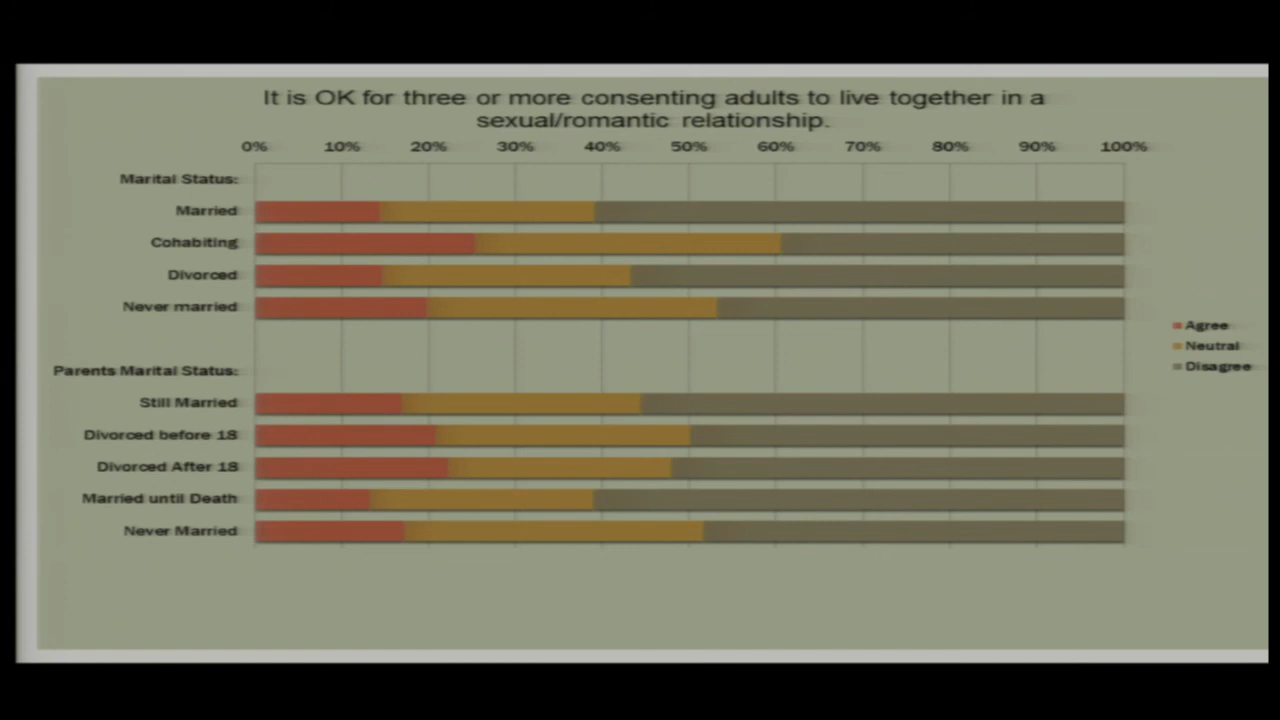 It is OK for three or more consenting adults to live together in a
sexual/romantic relationship.
0% 10% 20% 30% 40% 50% 60% 70% 80% 90% 100%
Marital Status:
Married
Cohabiting
Divorced
Never married
Parents Marital Status:
Still Married
Divorced before 18
Divorced After 18
Married until Death
Never Married
Agree
Neutral
Disagree